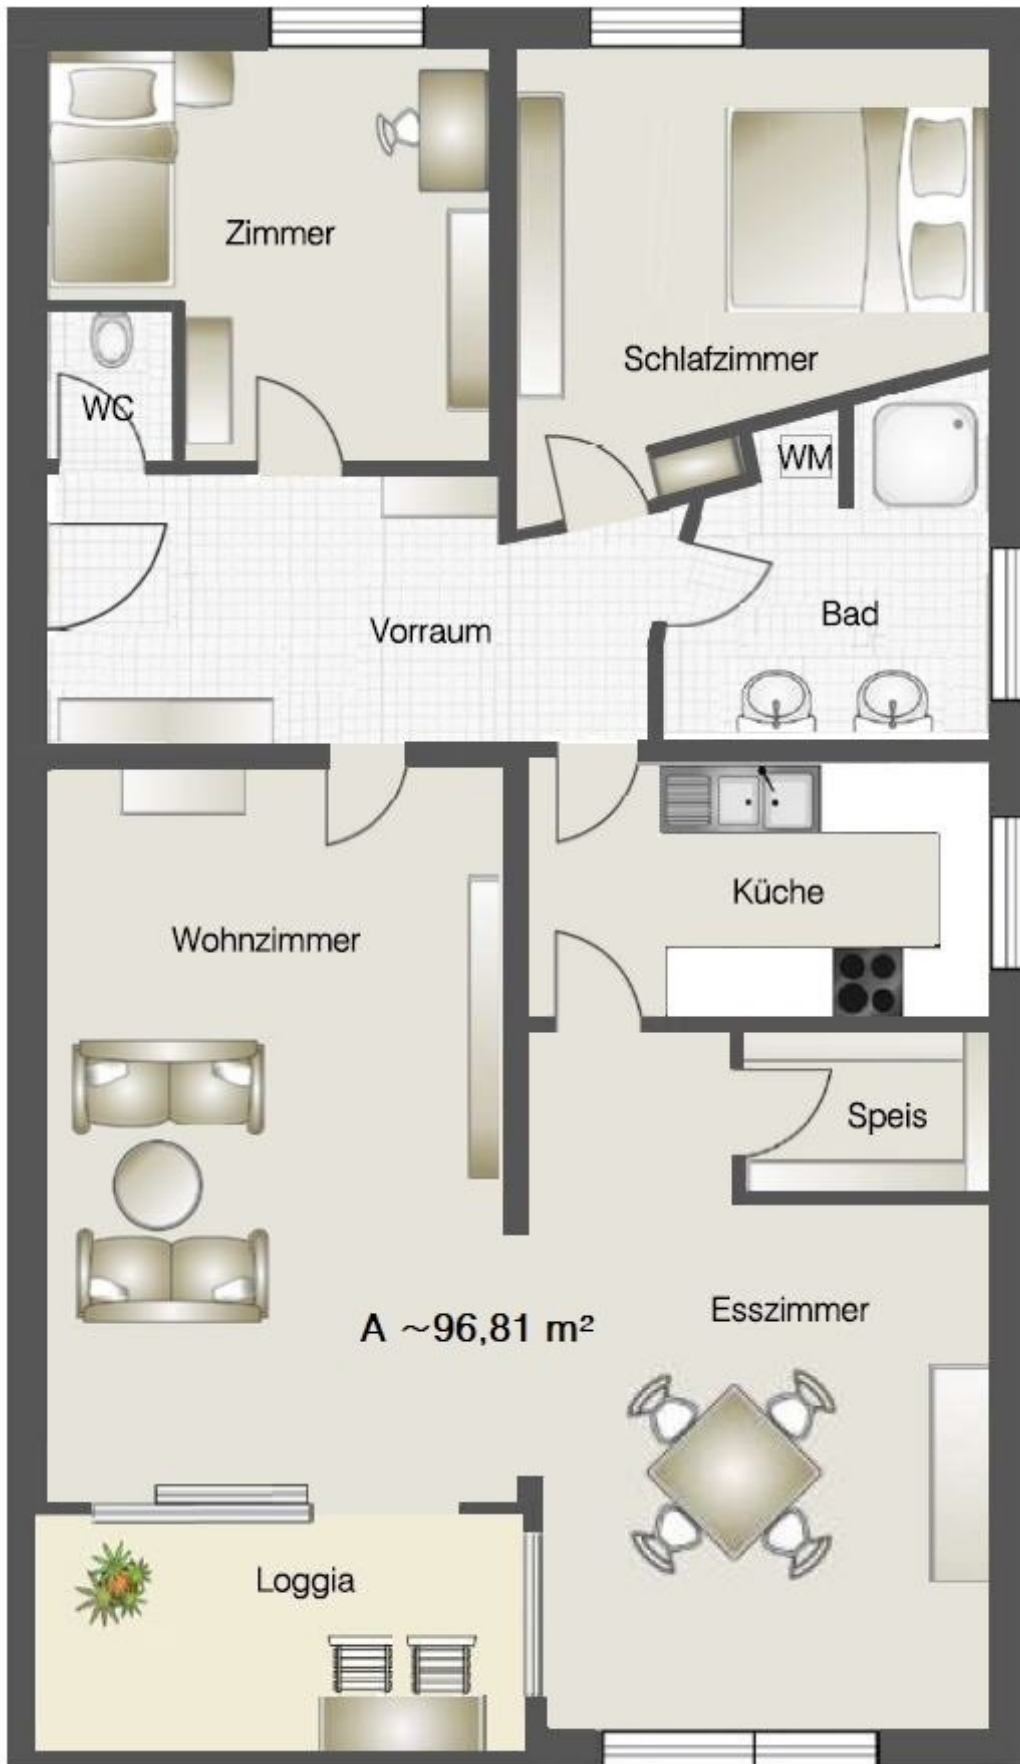 Zimmer
Schlafzimmer
WC
WM
Bad
Vorraum
Küche
Wohnzimmer
Speis
Esszimmer
A ~96,81 m²
Loggia